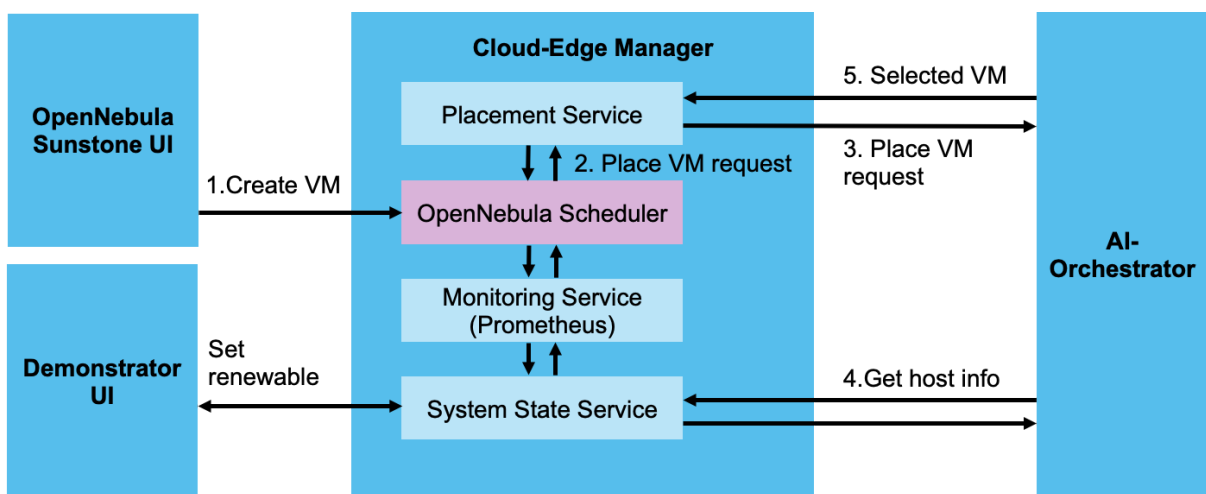 Cloud-Edge Manager
OpenNebula
Sunstone UI
1.Create VM
Placement Service
2. Place VM request
OpenNebula Scheduler
Monitoring Service
(Prometheus)
System State Service
Demonstrator
UI
Set
renewable
5. Selected VM
3. Place VM
request
4.Get host info
AI-
Orchestrator